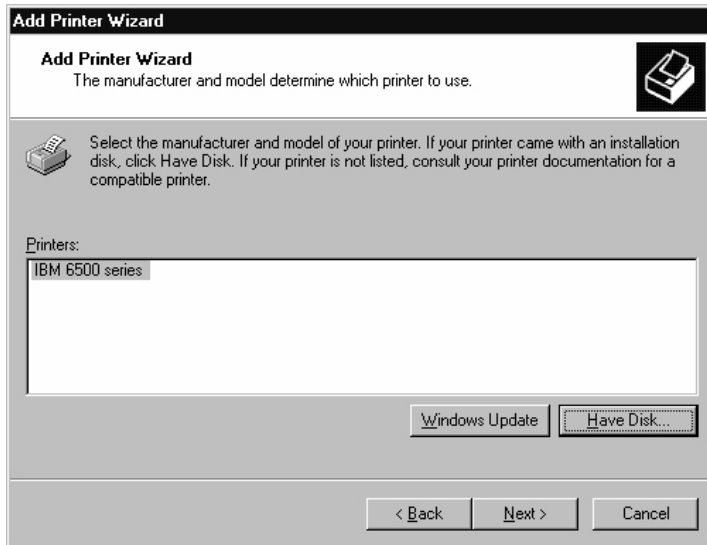 Add Printer Wizard
Add Printer Wizard
The manufacturer and model determine which printer to use.
Select the manufacturer and model of your printer. If your printer came with an installation
disk, click Have Disk. If your printer is not listed, consult your printer documentation for a
compatible printer.
Printers:
IBM 6500 series
Windows Update
Have Disk...
< Back
Next >
Cancel